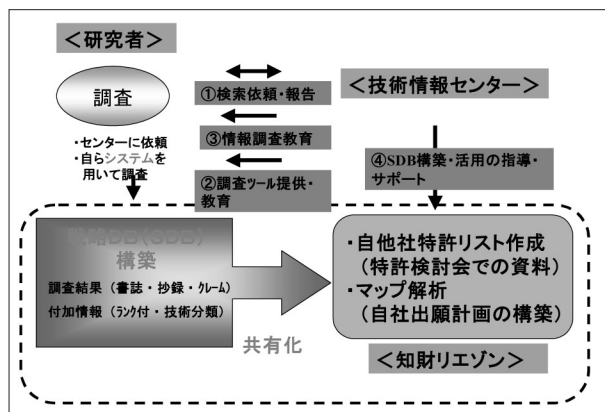 ＜研究者＞
調査
・センターに依頼
・自らシステムを
用いて調査
①検索依頼・報告
③情報調査教育
②調査ツール提供・
教育
＜技術情報センター＞
④SDB構築・活用の指導・
サポート
戦略DB(SDB)
構築
調査結果（書誌・抄録・クレーム）
付加情報（ランク付・技術分類）
共有化
・自他社特許リスト作成
（特許検討会での資料）
・マップ解析
（自社出願計画の構築）
＜知財リエゾン＞